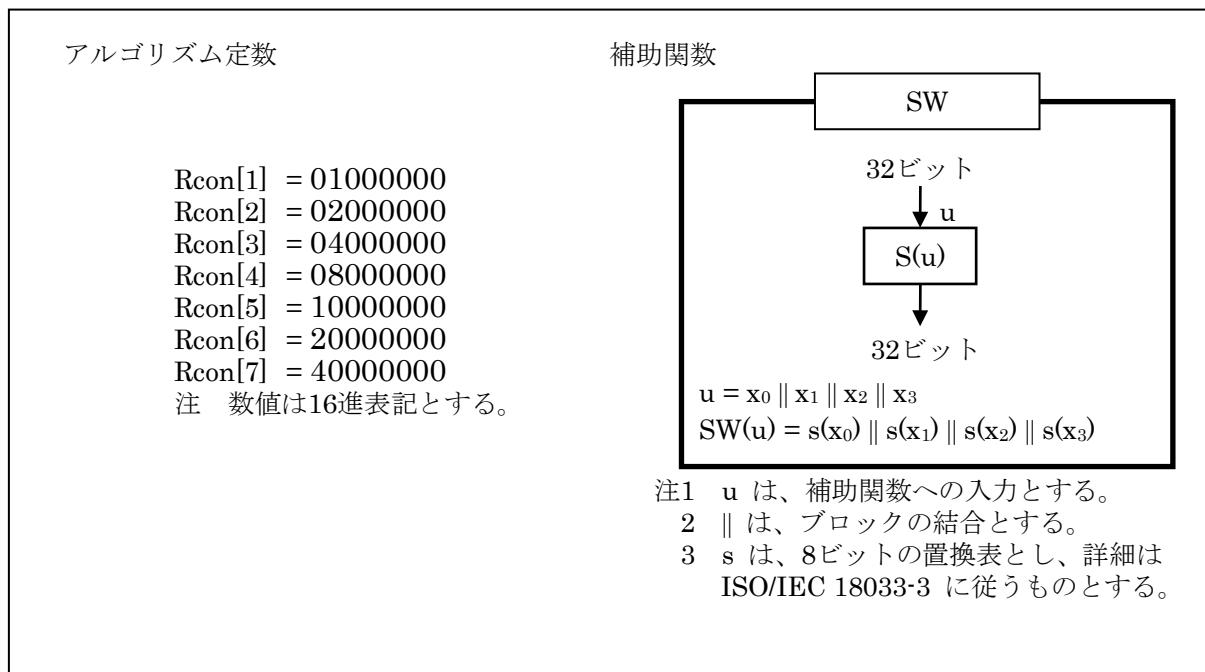 アルゴリズム定数
Rcon[1] = 01000000
Rcon[2] = 02000000
Rcon[3] = 04000000
Rcon[4] = 08000000
Rcon[5] = 10000000
Rcon[6] = 20000000
Rcon[7] = 40000000
注 数値は16進表記とする。
補助関数
SW
32ビット
u
S(u)
32ビット
u = x₀ || x₁ || x₂ || x₃
SW(u) = s(x₀) || s(x₁) || s(x₂) || s(x₃)
注1 u は、補助関数への入力とする。
2 || は、ブロックの結合とする。
3 s は、8ビットの置換表とし、詳細は
ISO/IEC 18033-3 に従うものとする。